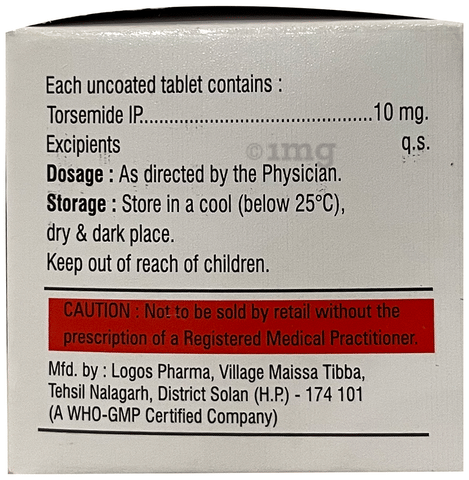 Each uncoated tablet contains :
Torsemide IP............................................10 mg.
Excipients q.s.
1mg
Dosage : As directed by the Physician.
Storage : Store in a cool (below 25°C),
dry & dark place.
Keep out of reach of children.
CAUTION : Not to be sold by retail without the
prescription of a Registered Medical Practitioner.
Mfd. by : Logos Pharma, Village Maissa Tibba,
Tehsil Nalagarh, District Solan (H.P.) - 174 101
(A WHO-GMP Certified Company)